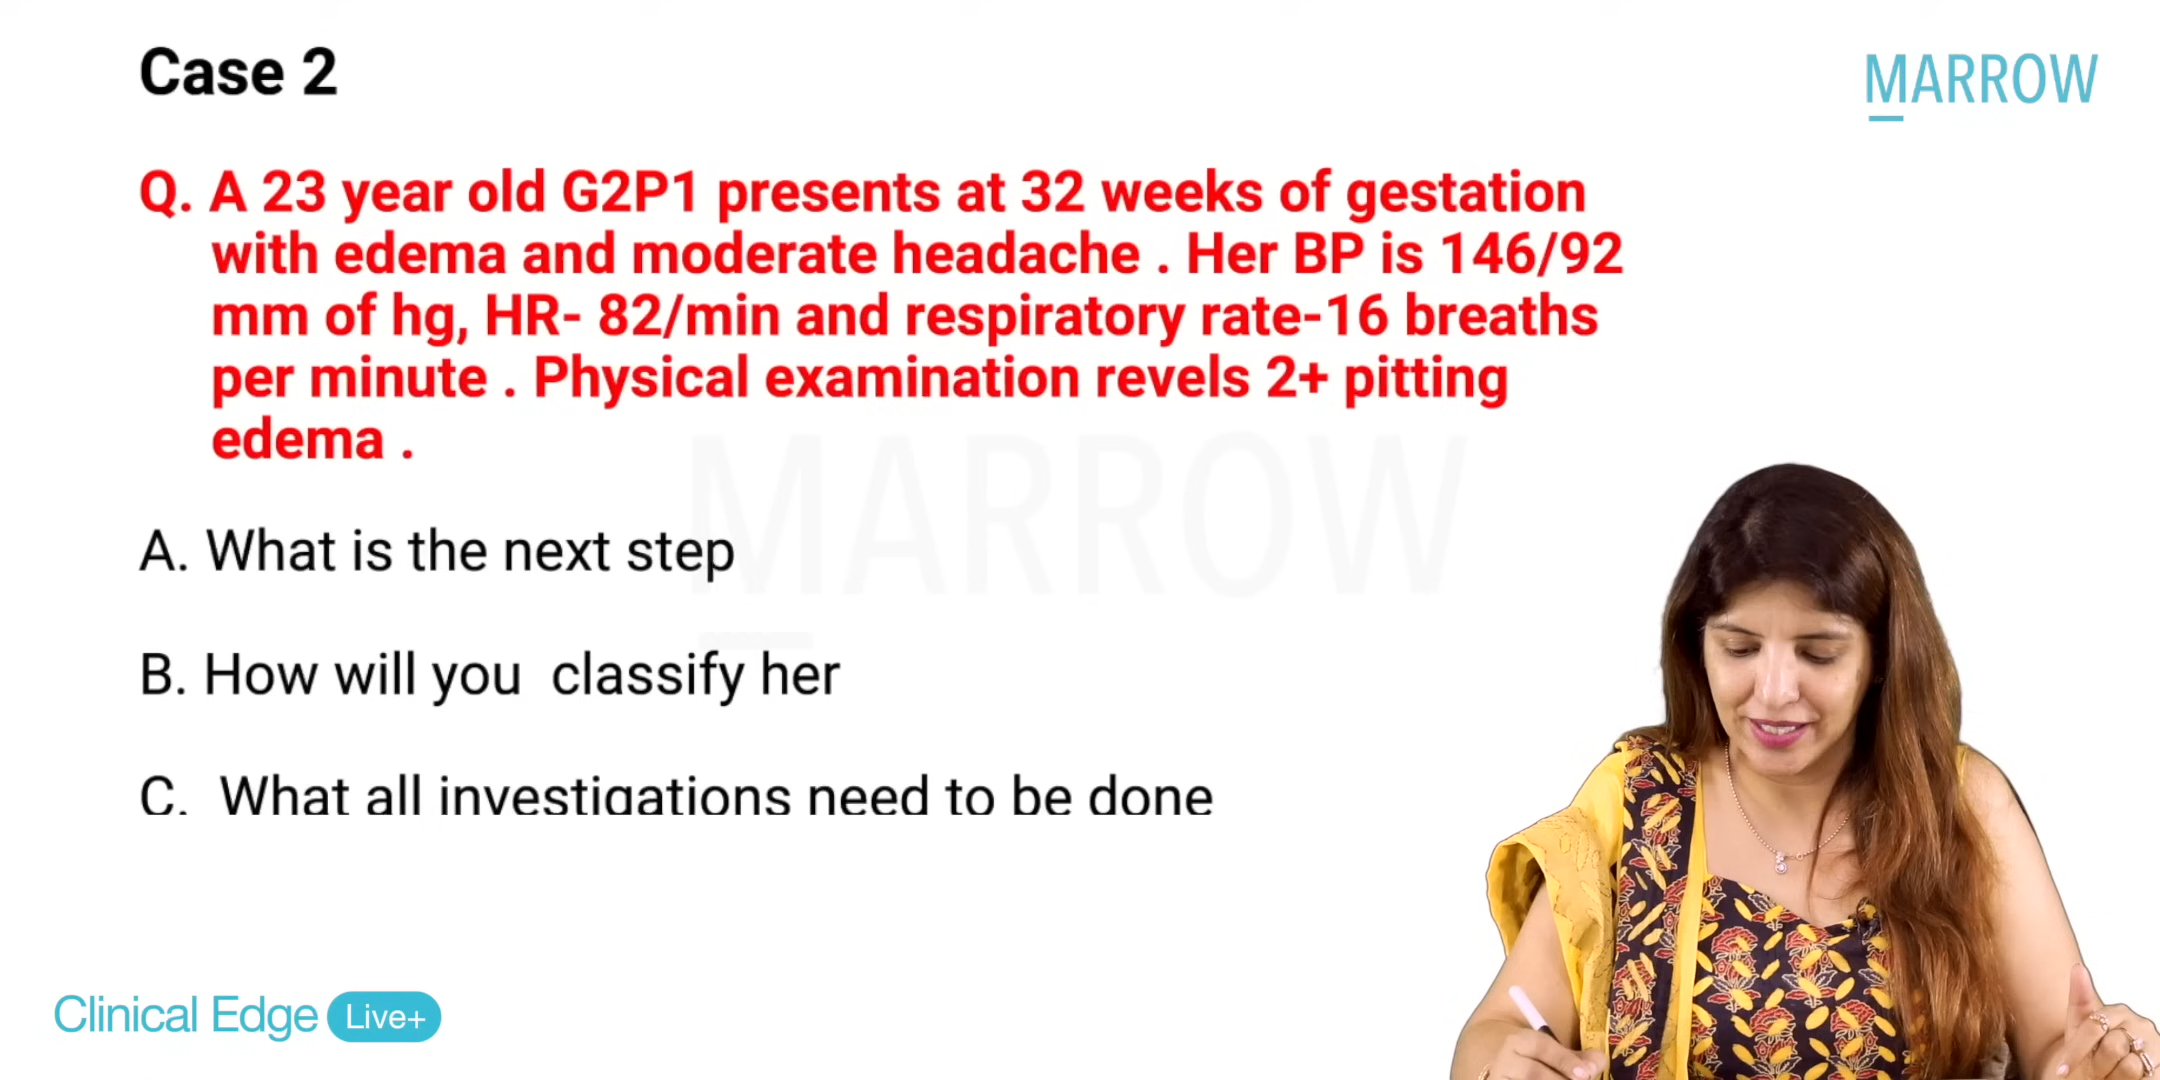 Case 2
MARROW
Q. A 23 year old G2P1 presents at 32 weeks of gestation
with edema and moderate headache . Her BP is 146/92
mm of hg, HR- 82/min and respiratory rate-16 breaths
per minute . Physical examination revels 2+ pitting
edema .
MARROW
A. What is the next step
B. How will you classify her
C. What all investigations need to be done
Clinical Edge Live+